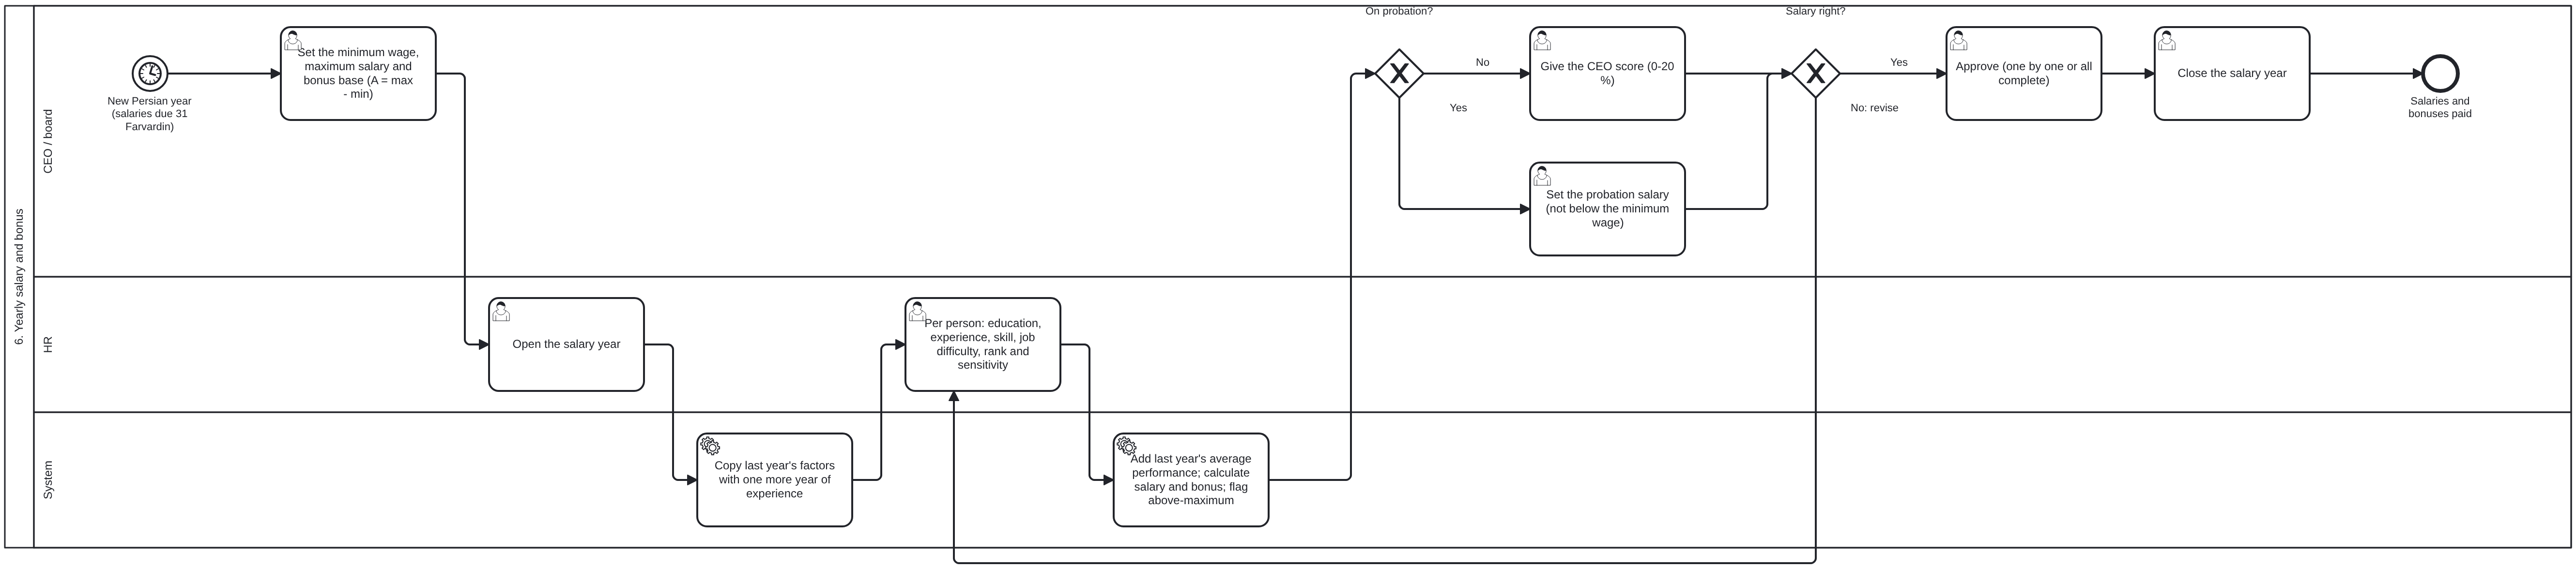 6. Yearly salary and bonus
CEO / board
New Persian year
(salaries due 31
Farvardin)
Set the minimum wage,
maximum salary and
bonus base (A = max
- min)
On probation?
No
Yes
Give the CEO score (0-20
%)
Set the probation salary
(not below the minimum
wage)
Salary right?
Yes
No: revise
Approve (one by one or all
complete)
Close the salary year
Salaries and
bonuses paid
HR
Open the salary year
Per person: education,
experience, skill, job
difficulty, rank and
sensitivity
System
Copy last year's factors
with one more year of
experience
Add last year's average
performance; calculate
salary and bonus; flag
above-maximum